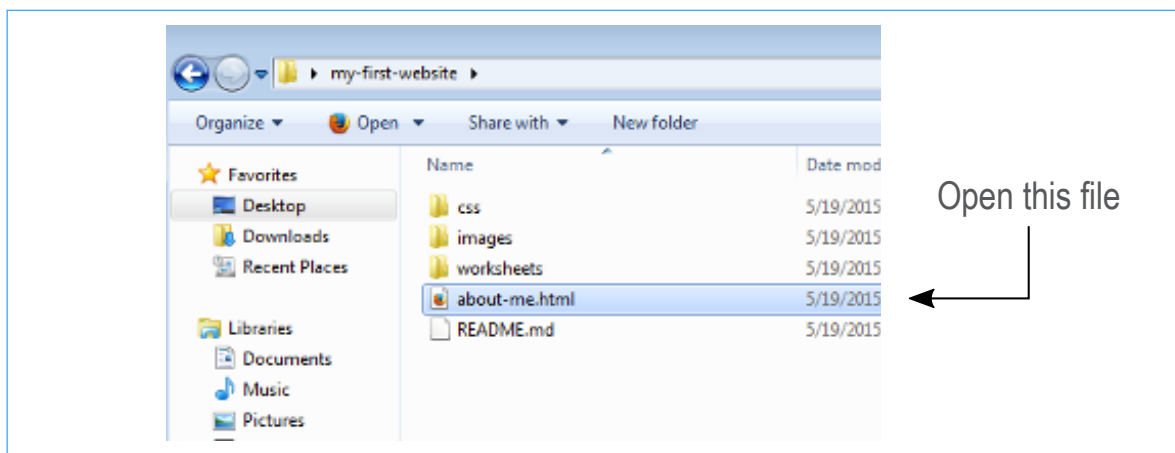 my-first-website
Organize Open Share with New folder
Name Date mod
Favorites
Desktop
Downloads
Recent Places
Libraries
Documents
Music
Pictures
css 5/19/2015
images 5/19/2015
worksheets 5/19/2015
about-me.html 5/19/2015
README.md 5/19/2015
Open this file